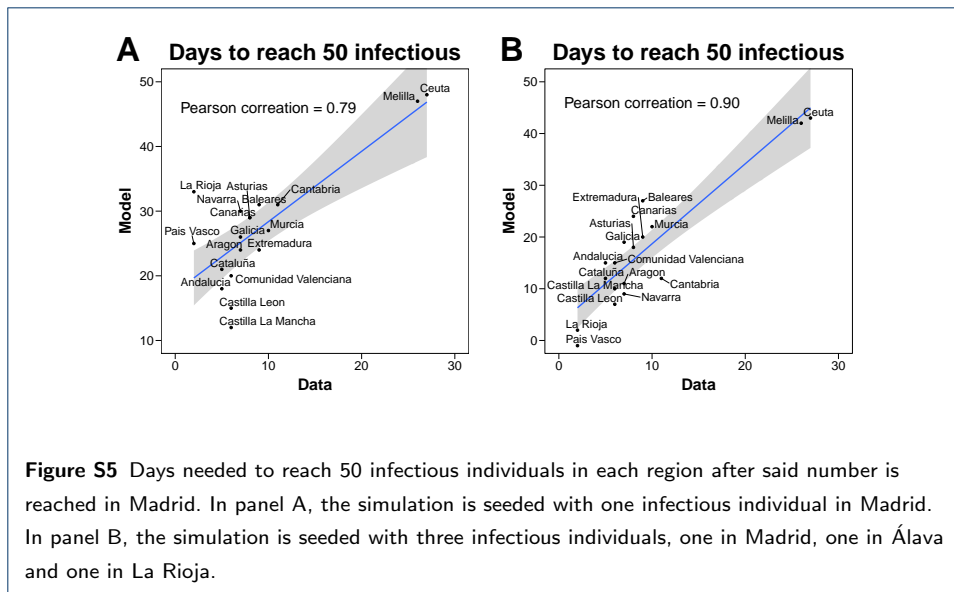 A Days to reach 50 infectious
Pearson correation = 0.79
Melilla
Ceuta
La Rioja
Asturias
Cantabria
Navarra
Baleares
Canarias
Galicia
Murcia
Pais Vasco
Aragon
Extremadura
Cataluña
Andalucia
Comunidad Valenciana
Castilla Leon
Castilla La Mancha
Model
50
40
30
20
10
0
10
20
30
Data
B Days to reach 50 infectious
Pearson correation = 0.90
Melilla
Ceuta
Extremadura
Baleares
Canarias
Asturias
Murcia
Galicia
Andalucia
Comunidad Valenciana
Cataluña
Aragon
Castilla La Mancha
Cantabria
Castilla Leon
Navarra
La Rioja
Pais Vasco
Model
50
40
30
20
10
0
0
10
20
30
Data
Figure S5 Days needed to reach 50 infectious individuals in each region after said number is
reached in Madrid. In panel A, the simulation is seeded with one infectious individual in Madrid.
In panel B, the simulation is seeded with three infectious individuals, one in Madrid, one in Álava
and one in La Rioja.